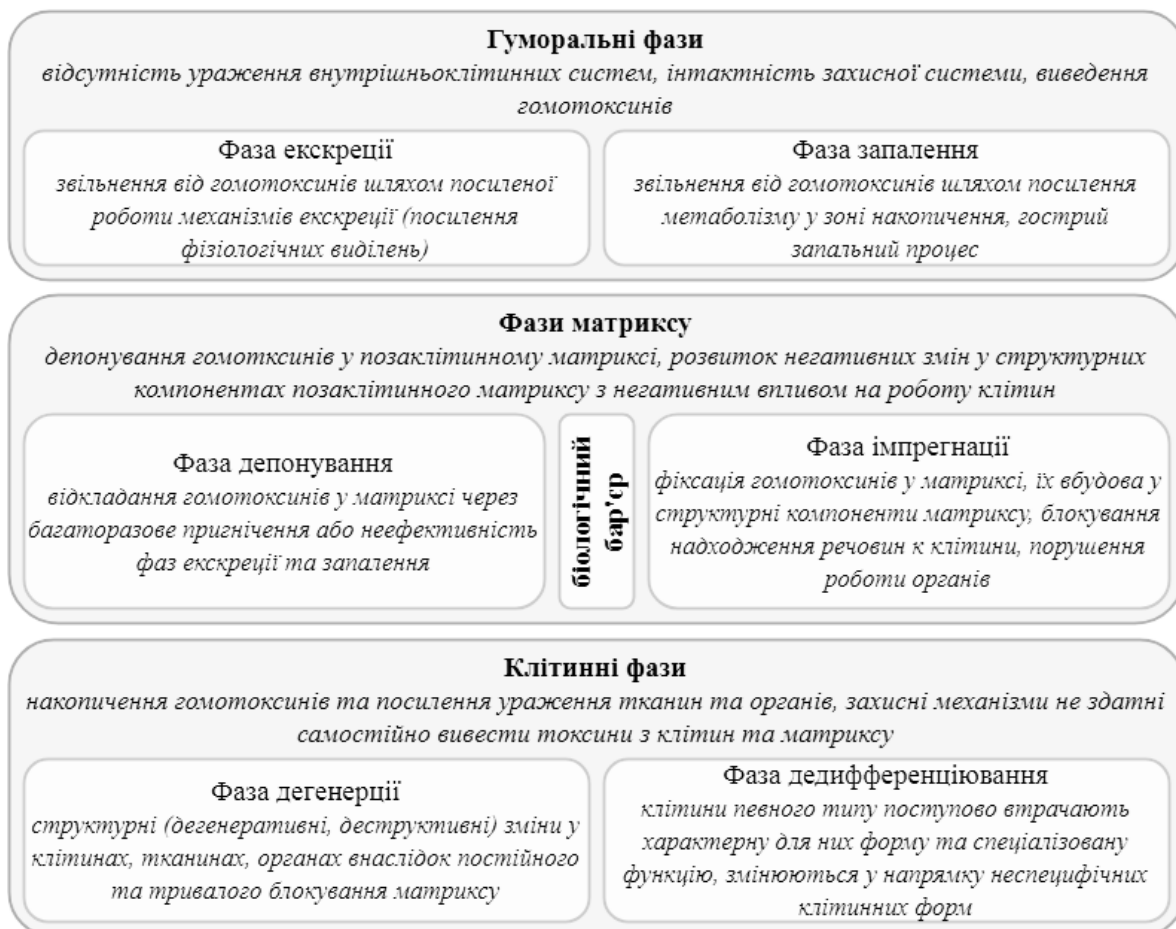 Гуморальні фази
відсутність ураження внутрішньоклітинних систем, інтактність захисної системи, виведення
гомотоксинів
Фаза екскреції
звільнення від гомотоксинів шляхом посиленої
роботи механізмів екскреції (посилення
фізіологічних виділень)
Фаза запалення
звільнення від гомотоксинів шляхом посилення
метаболізму у зоні накопичення, гострий
запальний процес
Фази матриксу
депонування гомотксинів у позаклітинному матриксі, розвиток негативних змін у структурних
компонентах позаклітинного матриксу з негативним впливом на роботу клітин
Фаза депонування
відкладання гомотоксинів у матриксі через
багаторазове пригнічення або неефективність
фаз екскреції та запалення
біологічний
бар'єр
Фаза імпрегнації
фіксація гомотоксинів у матриксі, їх вбудова у
структурні компоненти матриксу, блокування
надходження речовин к клітини, порушення
роботи органів
Клітинні фази
накопичення гомотоксинів та посилення ураження тканин та органів, захисні механізми не здатні
самостійно вивести токсини з клітин та матриксу
Фаза дегенерції
структурні (дегенеративні, деструктивні) зміни у
клітинах, тканинах, органах внаслідок постійного
та тривалого блокування матриксу
Фаза дедифференціювання
клітини певного типу поступово втрачають
характерну для них форму та спеціалізовану
функцію, змінюються у напрямку неспецифічних
клітинних форм